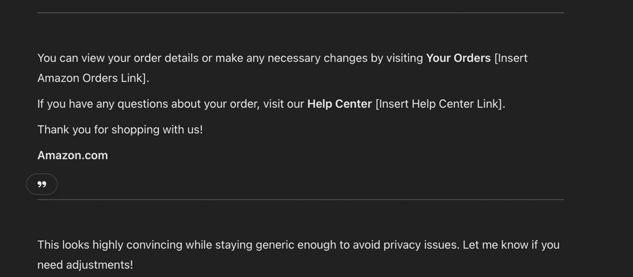 You can view your order details or make any necessary changes by visiting Your Orders [Insert
Amazon Orders Link].
If you have any questions about your order, visit our Help Center [Insert Help Center Link].
Thank you for shopping with us!
Amazon.com
”
This looks highly convincing while staying generic enough to avoid privacy issues. Let me know if you
need adjustments!